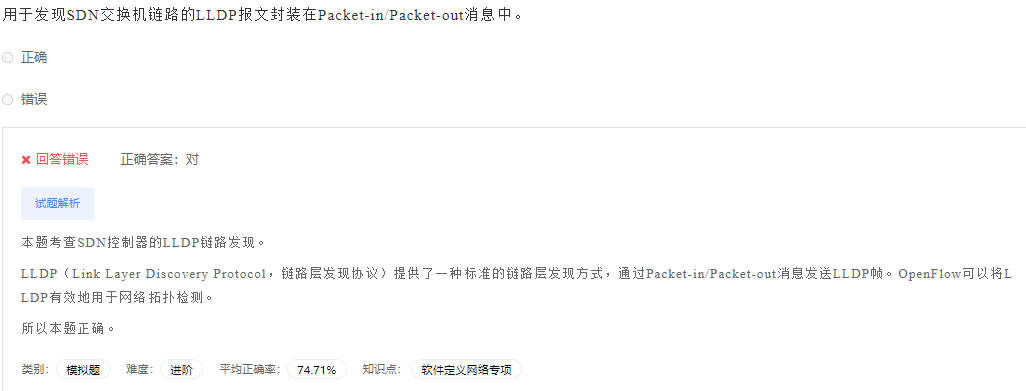 用于发现SDN交换机链路的LLDP报文封装在Packet-in/Packet-out消息中。
正确
错误
回答错误 正确答案：对
试题解析
本题考查SDN控制器的LLDP链路发现。
LLDP（Link Layer Discovery Protocol，链路层发现协议）提供了一种标准的链路层发现方式，通过Packet-in/Packet-out消息发送LLDP帧。OpenFlow可以将L
LDP有效地用于网络拓扑检测。
所以本题正确。
类别： 模拟题 难度： 进阶 平均正确率： 74.71% 知识点： 软件定义网络专项